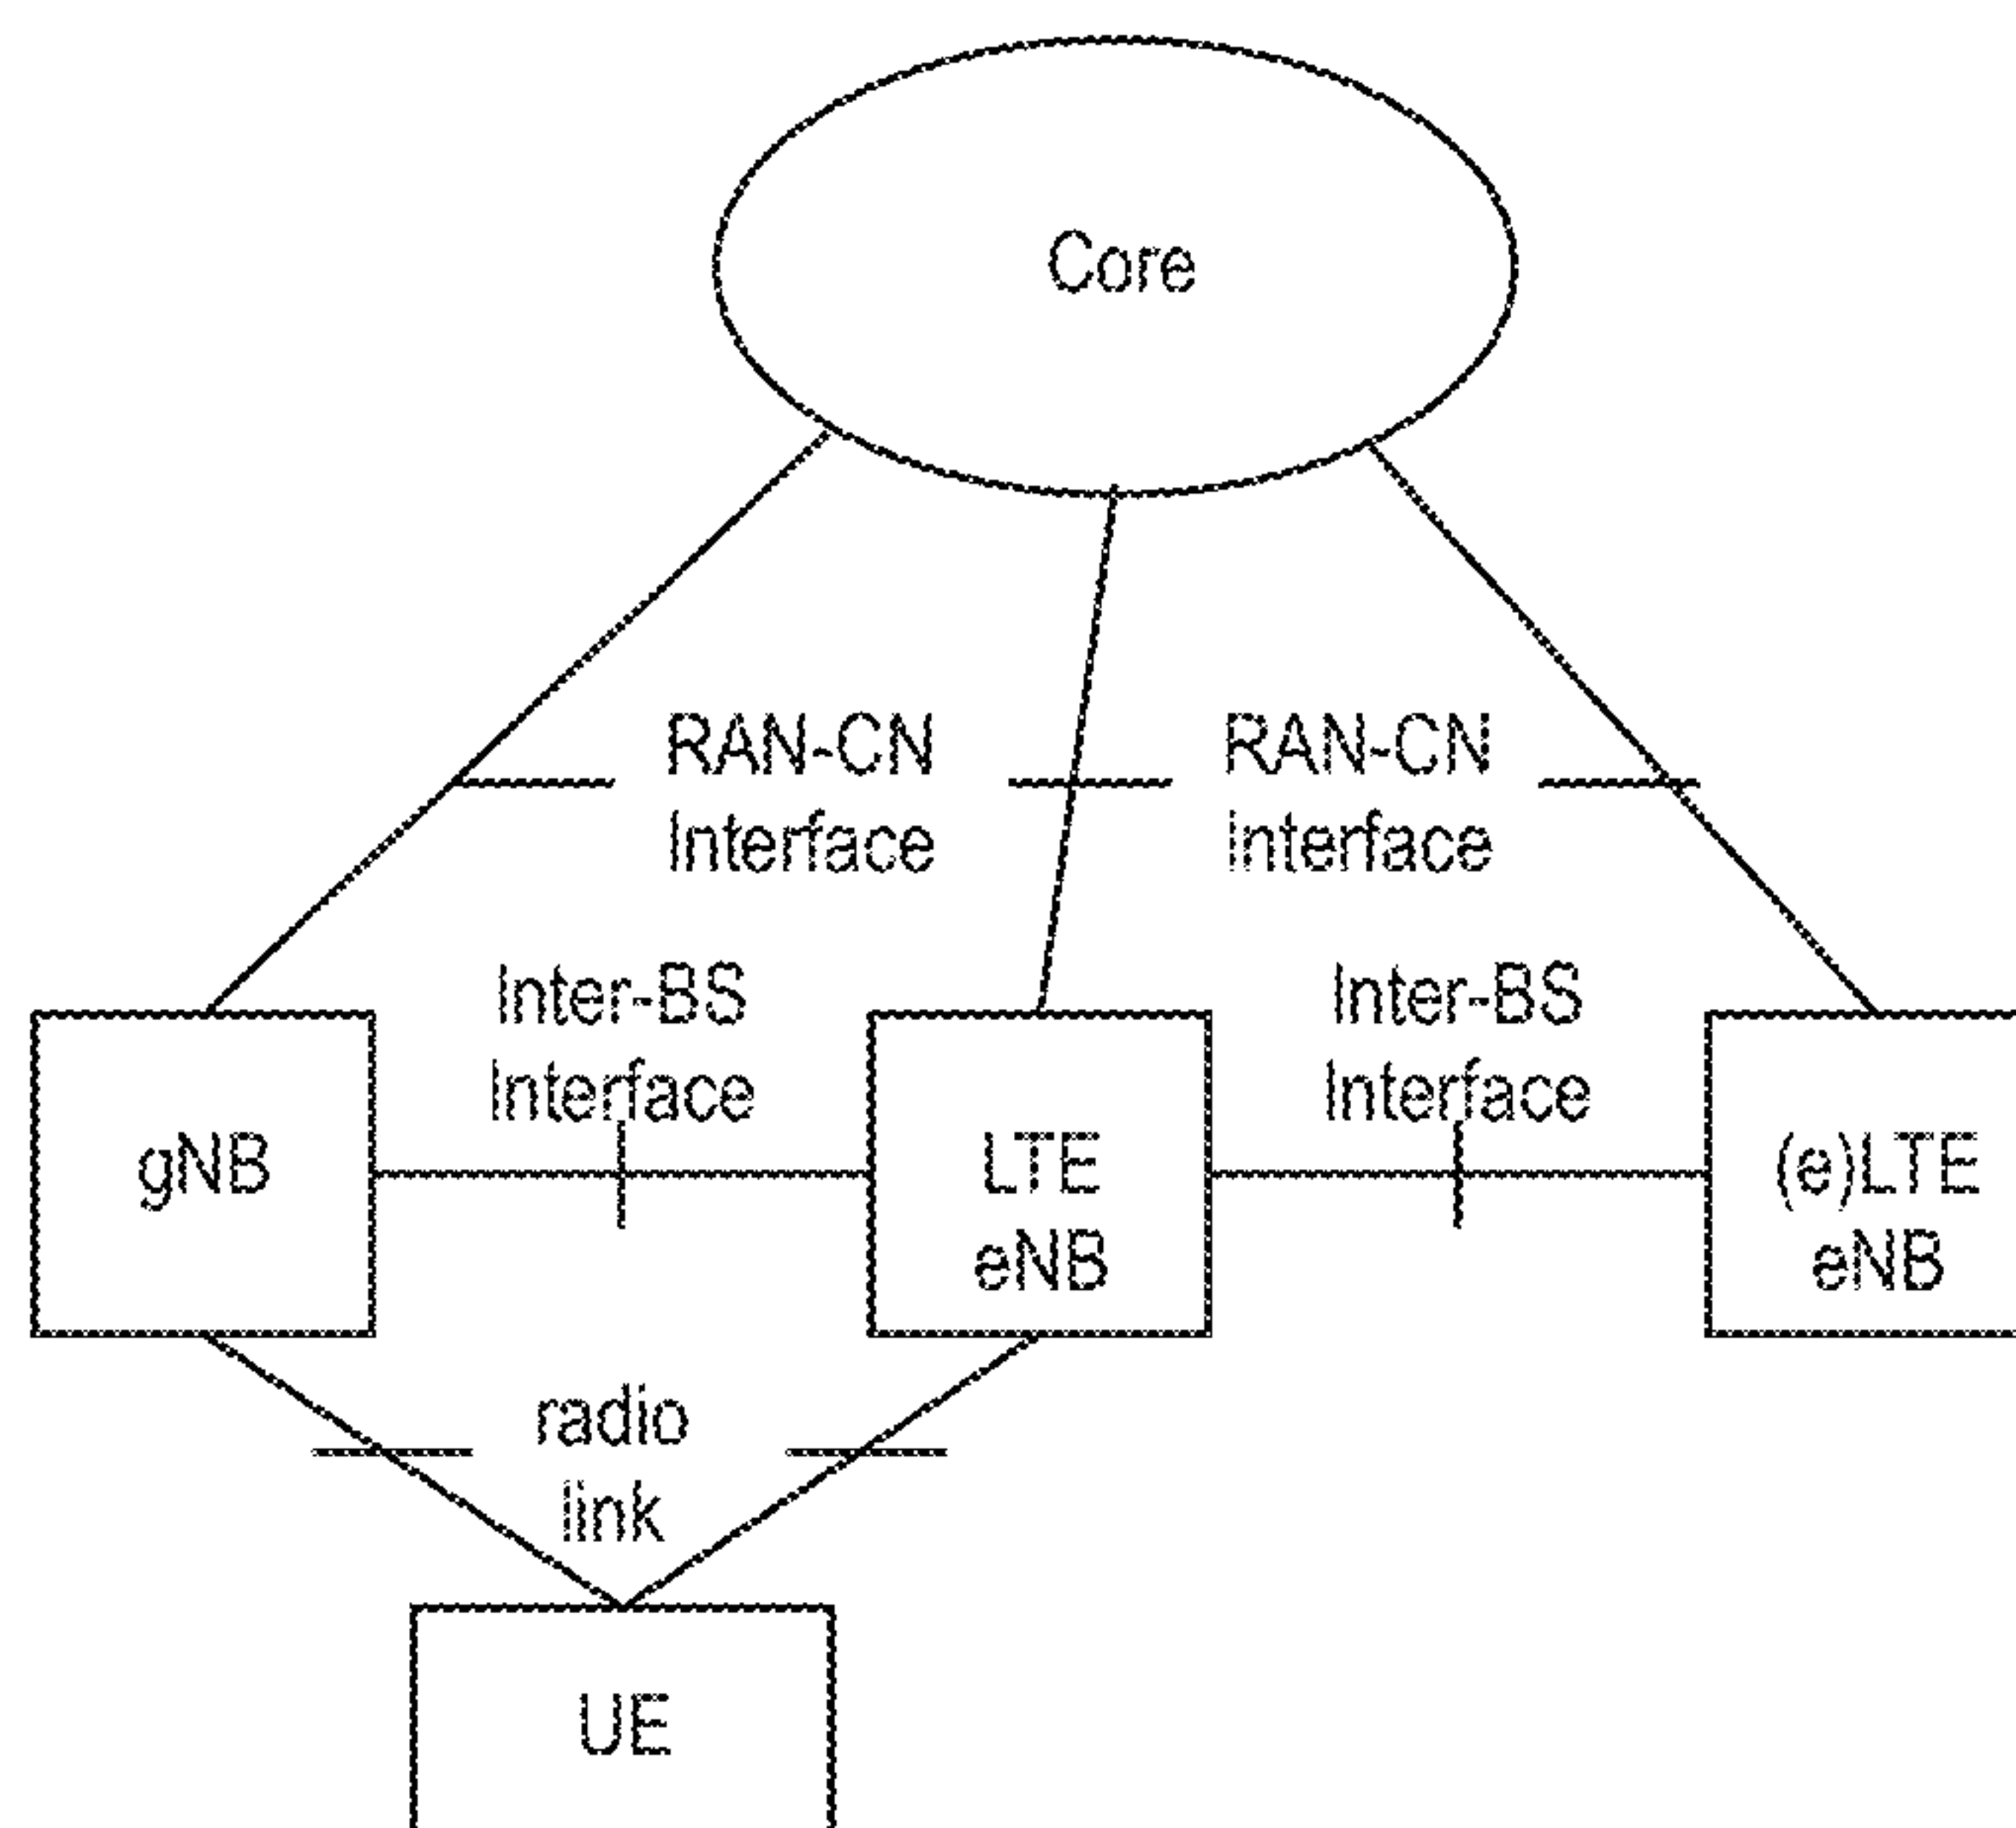 Core
RAN-CN
Interface
RAN-CN
Interface
Inter-BS
Interface
Inter-BS
Interface
gNB
LTE
eNB
(e)LTE
eNB
radio
link
UE